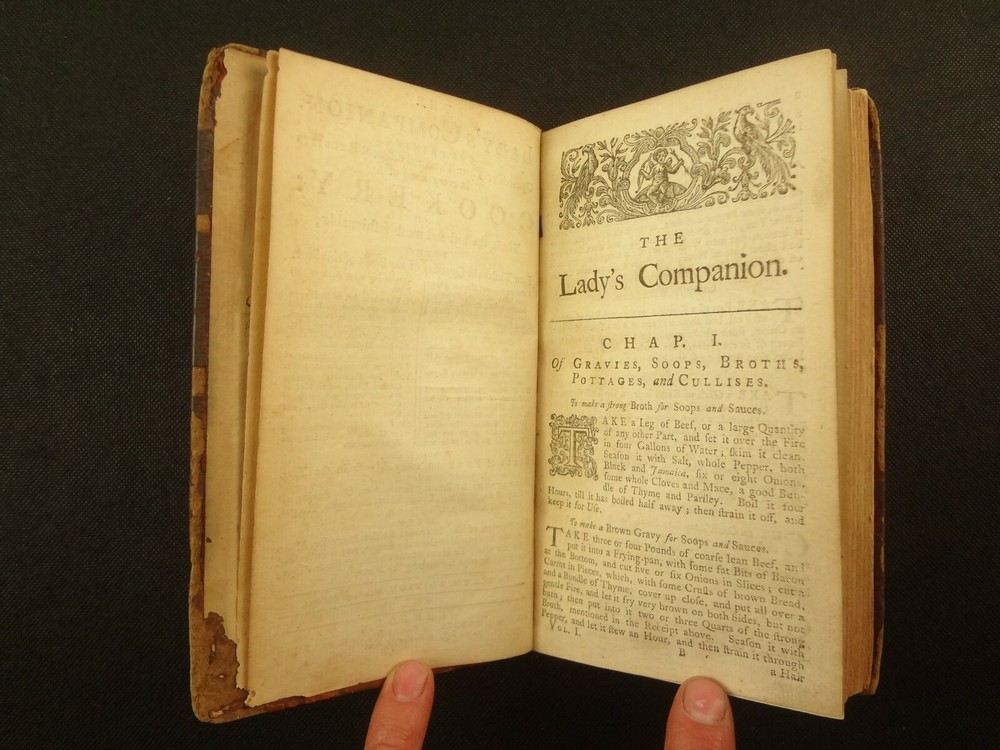 THE
Lady's Companion.
CHAP. I.
Of GRAVIES, SOOPS, BROTHS,
POTTAGES, and CULLISES.
To make a ſtrong Broth for Soops and Sauces.
TAKE a Leg of Beef, or a large Quantity
of any other Part, and ſet it over the Fire
in four Gallons of Water; ſkim it clean.
Seaſon it with Salt, whole Pepper, both
Black and Jamaica, ſix or eight Onions,
ſome whole Cloves and Mace, a good Bun-
dle of Thyme and Parſley. Boil it four
Hours, till it has boiled half away; then ſtrain it off, and
keep it for Uſe.
To make a Brown Gravy for Soops and Sauces.
TAKE three or four Pounds of coarſe lean Beef, and
put it into a Frying-pan, with ſome fat Bits of Bacon
at the Bottom, and cut five or ſix Onions in Slices; cut a
Carrot in Pieces, which, with ſome Cruſts of brown Bread,
and a Bundle of Thyme, cover up cloſe, and put all over a
gentle Fire, and let it fry very brown on both Sides, but not
burn; then put into it two or three Quarts of the ſtrong
Broth, mentioned in the Receipt above. Seaſon it with
Pepper, and let it ſtew an Hour, and then ſtrain it through
VOL. I. B a Hair